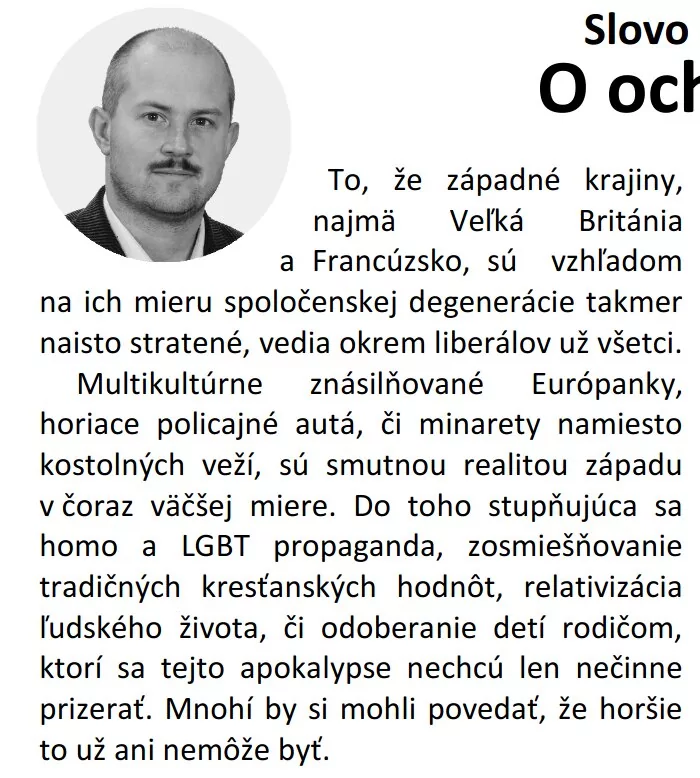 Slovo
O och
To, že západné krajiny,
najmä Veľká Británia
a Francúzsko, sú vzhľadom
na ich mieru spoločenskej degenerácie takmer
naisto stratené, vedia okrem liberálov už všetci.
Multikultúrne znásilňované Európanky,
horiace policajné autá, či minarety namiesto
kostolných veží, sú smutnou realitou západu
v čoraz väčšej miere. Do toho stupňujúca sa
homo a LGBT propaganda, zosmiešňovanie
tradičných kresťanských hodnôt, relativizácia
ľudského života, či odoberanie detí rodičom,
ktorí sa tejto apokalypse nechcú len nečinne
prizerať. Mnohí by si mohli povedať, že horšie
to už ani nemôže byť.